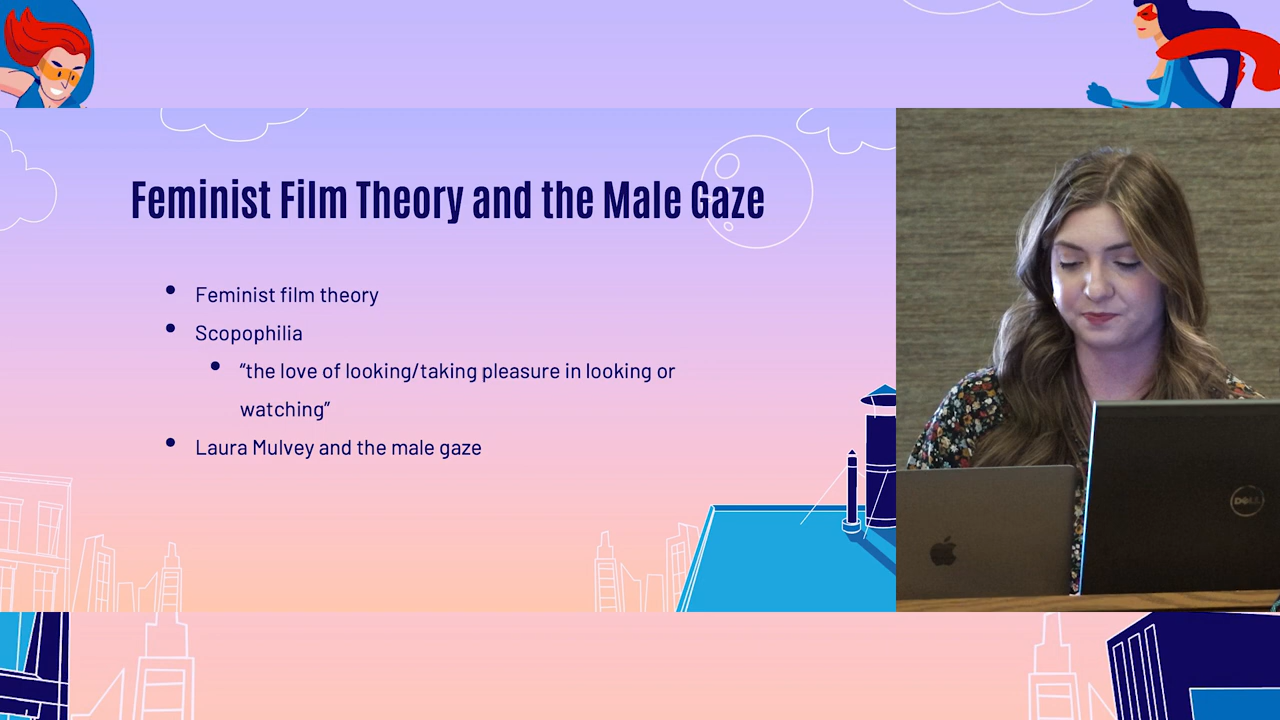 Feminist Film Theory and the Male Gaze
Feminist film theory
Scopophilia
“the love of looking/taking pleasure in looking or
watching”
Laura Mulvey and the male gaze
DELL